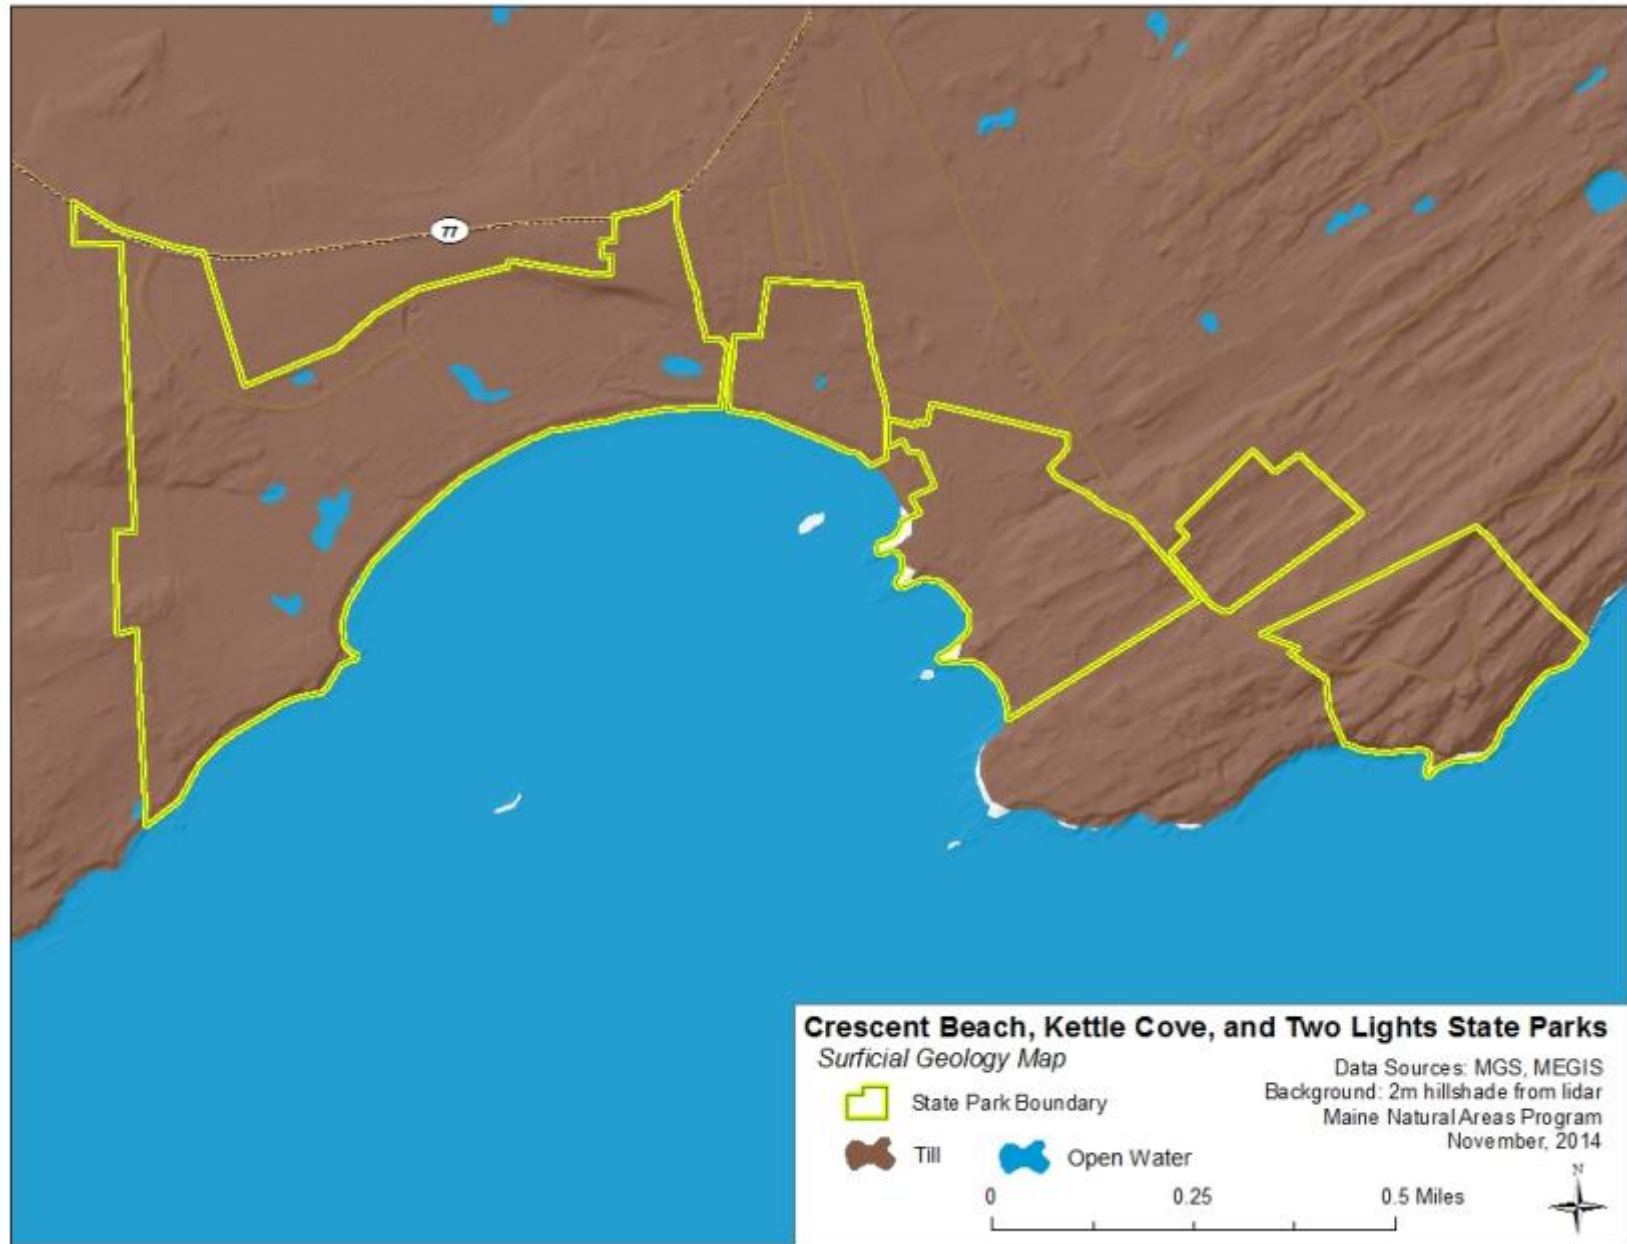 77
Crescent Beach, Kettle Cove, and Two Lights State Parks
Surficial Geology Map
Data Sources: MGS, MEGIS
Background: 2m hillshade from lidar
Maine Natural Areas Program
November, 2014
State Park Boundary
Till
Open Water
N
0 0.25 0.5 Miles